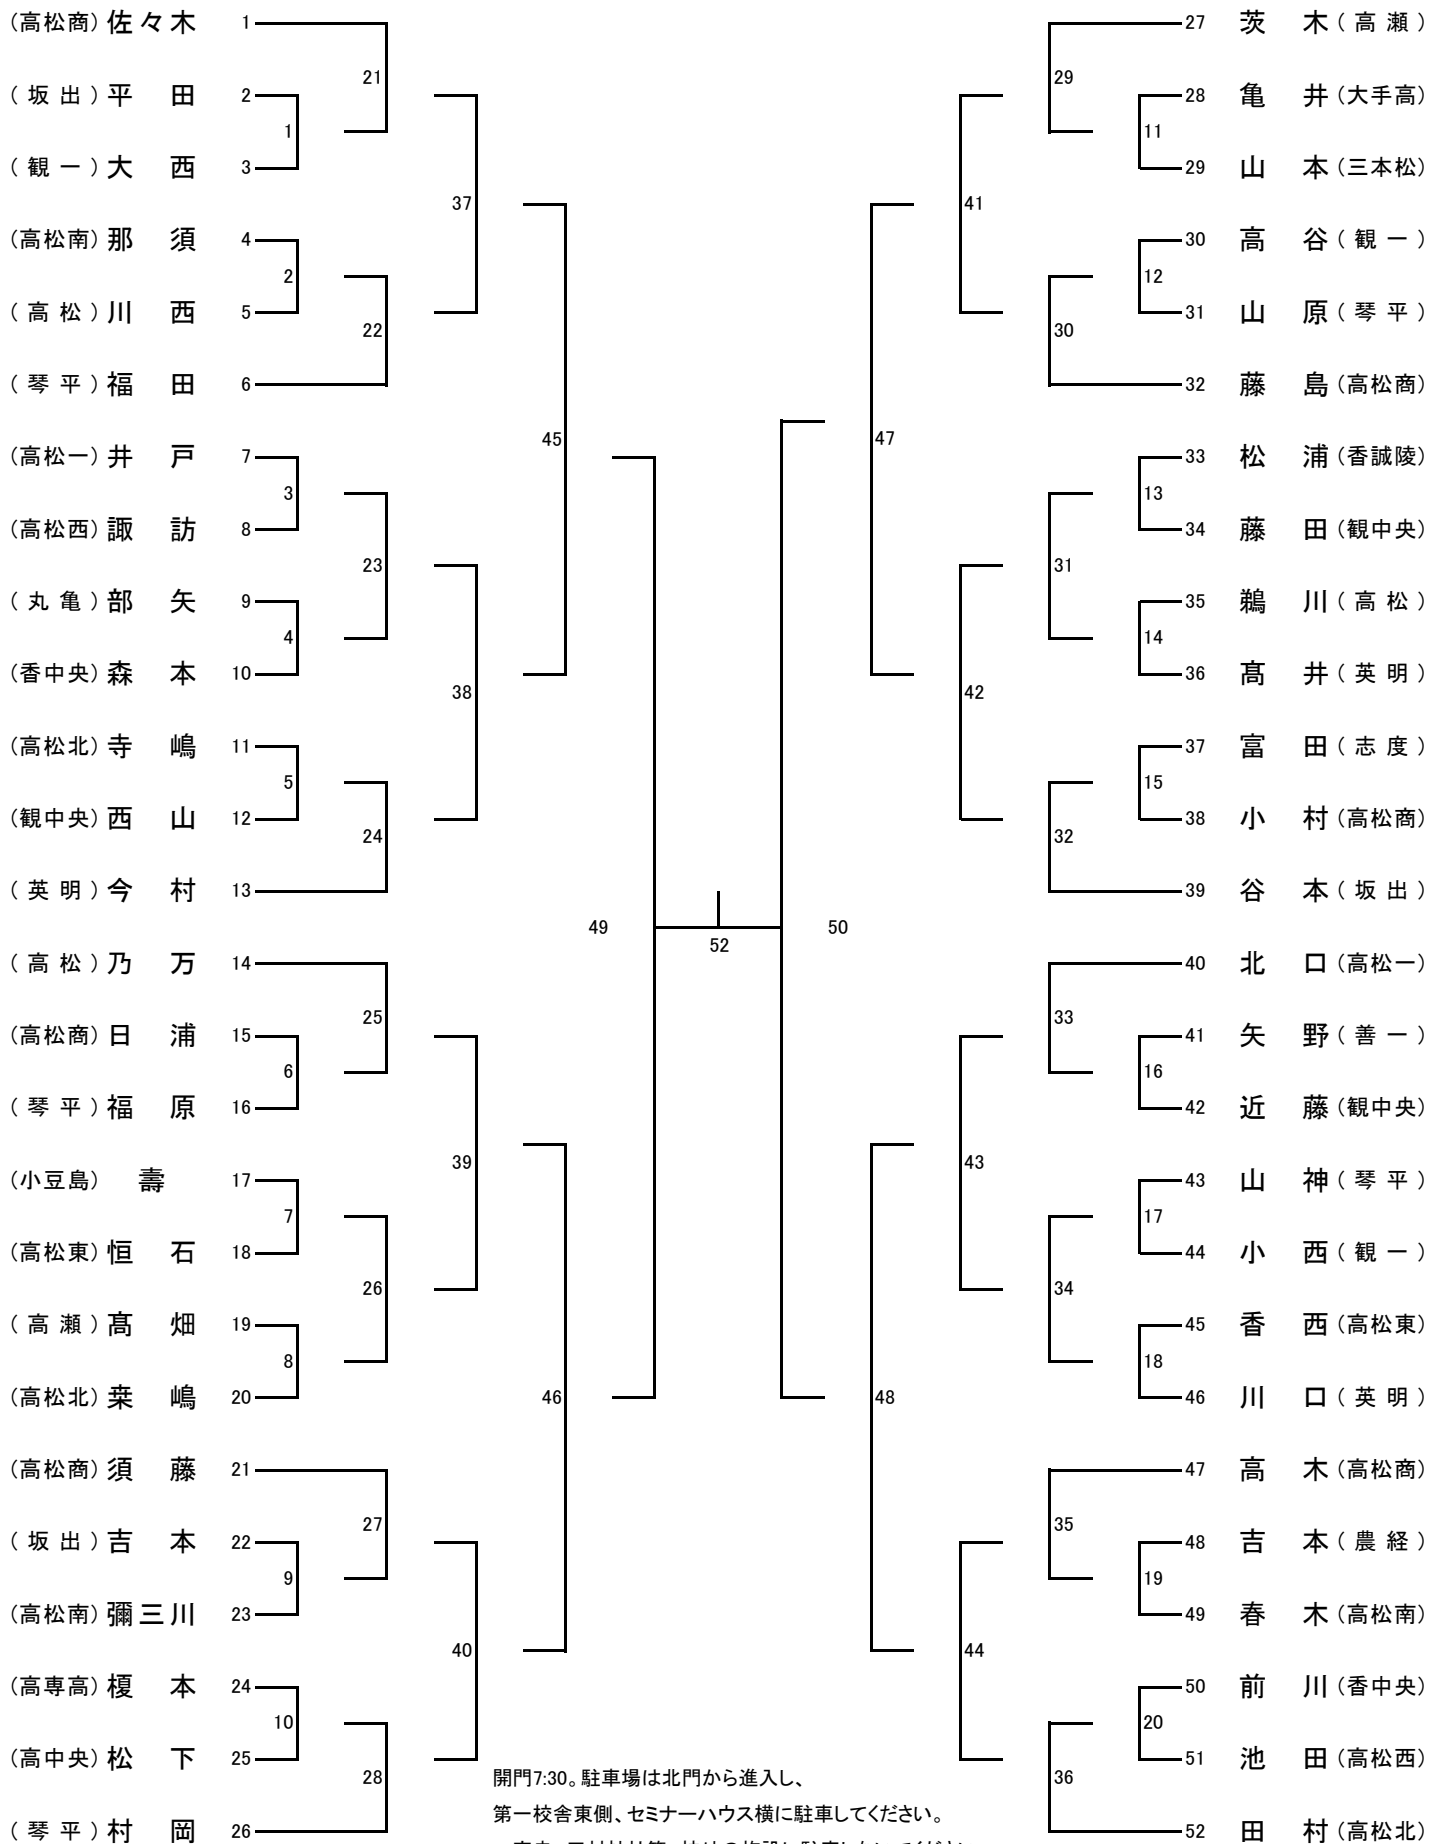 (高松商) 佐々木 1
21
(坂出) 平田 2
1
(観一) 大西 3
37
(高松南) 那須 4
2
(高松) 川西 5
22
(琴平) 福田 6
45
(高松一) 井戸 7
3
(高松西) 諏訪 8
23
(丸亀) 部矢 9
4
(香中央) 森本 10
38
(高松北) 寺嶋 11
5
(観中央) 西山 12
24
(英明) 今村 13
49
(高松) 乃万 14
25
(高松商) 日浦 15
6
(琴平) 福原 16
39
(小豆島) 壽 17
7
(高松東) 恒石 18
26
(高瀬) 髙畑 19
8
(高松北) 桒嶋 20
46
(高松商) 須藤 21
27
(坂出) 吉本 22
9
(高松南) 彌三川 23
40
(高専高) 榎本 24
10
(高中央) 松下 25
28
(琴平) 村岡 26
52
27 茨木 (高瀬)
29
28 亀井 (大手高)
11
29 山本 (三本松)
41
30 高谷 (観一)
12
31 山原 (琴平)
30
32 藤島 (高松商)
47
33 松浦 (香誠陵)
13
34 藤田 (観中央)
31
35 鵜川 (高松)
14
36 髙井 (英明)
42
37 富田 (志度)
15
38 小村 (高松商)
32
39 谷本 (坂出)
50
40 北口 (高松一)
33
41 矢野 (善一)
16
42 近藤 (観中央)
43
43 山神 (琴平)
17
44 小西 (観一)
34
45 香西 (高松東)
18
46 川口 (英明)
48
47 高木 (高松商)
35
48 吉本 (農経)
19
49 春木 (高松南)
44
50 前川 (香中央)
20
51 池田 (高松西)
36
52 田村 (高松北)
開門7:30。駐車場は北門から進入し、
第一校舎東側、セミナーハウス横に駐車してください。